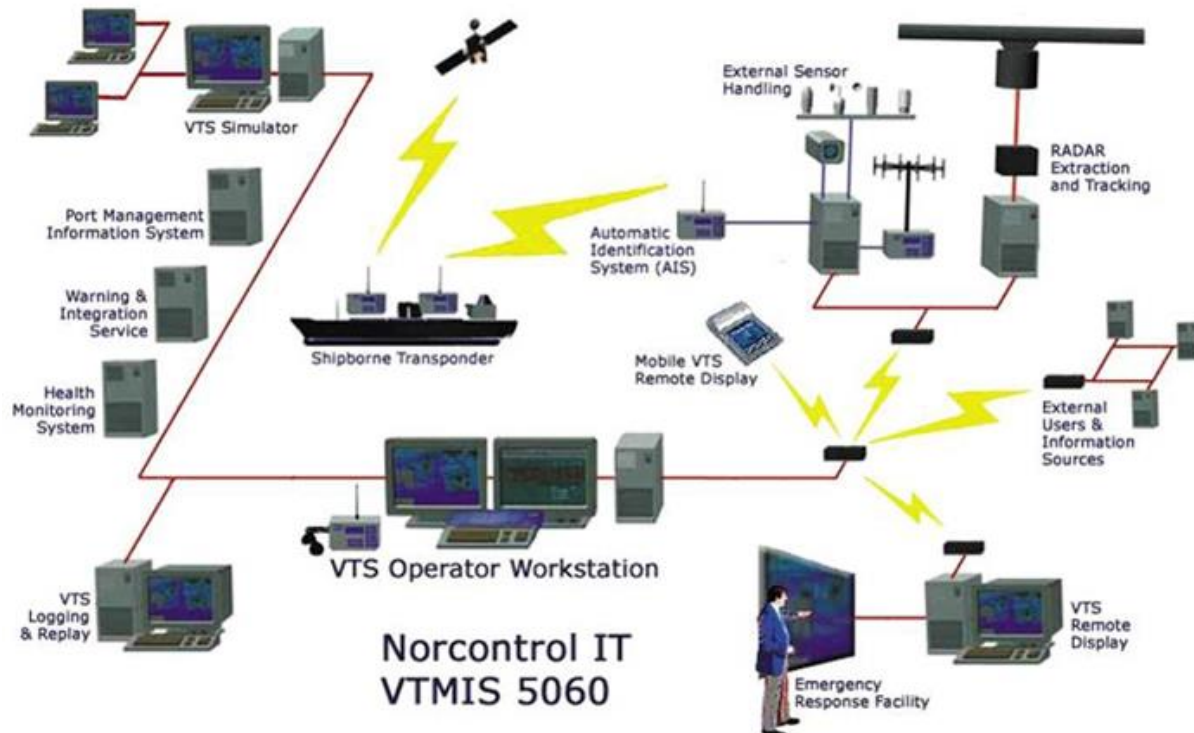 VTS Simulator
External Sensor
Handling
RADAR
Extraction
and Tracking
Port Management
Information System
Automatic
Identification
System (AIS)
Warning &
Integration
Service
Shipborne Transponder
Mobile VTS
Remote Display
Health
Monitoring
System
External
Users &
Information
Sources
VTS Operator Workstation
VTS
Logging
& Replay
VTS
Remote
Display
Norcontrol IT
VTMIS 5060
Emergency
Response Facility